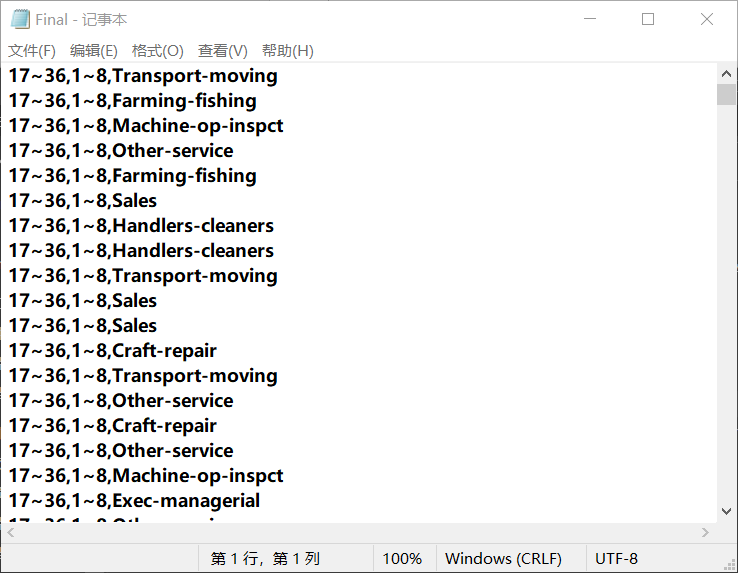 Final - 记事本
文件(F) 编辑(E) 格式(O) 查看(V) 帮助(H)
17~36,1~8,Transport-moving
17~36,1~8,Farming-fishing
17~36,1~8,Machine-op-inspct
17~36,1~8,Other-service
17~36,1~8,Farming-fishing
17~36,1~8,Sales
17~36,1~8,Handlers-cleaners
17~36,1~8,Handlers-cleaners
17~36,1~8,Transport-moving
17~36,1~8,Sales
17~36,1~8,Sales
17~36,1~8,Craft-repair
17~36,1~8,Transport-moving
17~36,1~8,Other-service
17~36,1~8,Craft-repair
17~36,1~8,Other-service
17~36,1~8,Machine-op-inspct
17~36,1~8,Exec-managerial
第 1 行，第 1 列 100% Windows (CRLF) UTF-8